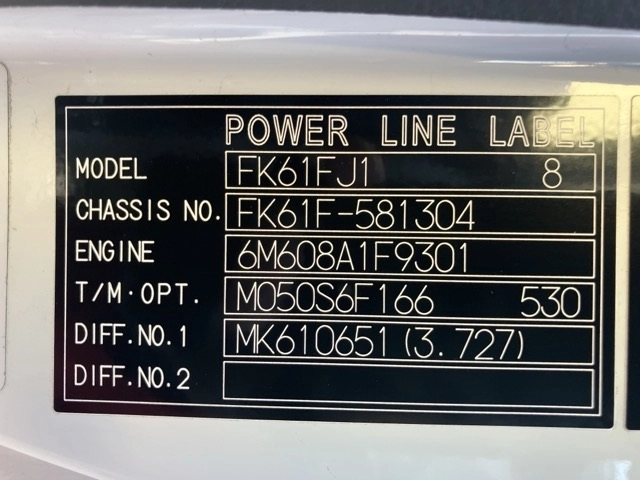 POWER LINE LABEL
MODEL FK61FJ1 8
CHASSIS NO. FK61F-581304
ENGINE 6M608A1F9301
T/M·OPT. M050S6F166 530
DIFF.NO.1 MK610651(3.727)
DIFF.NO.2